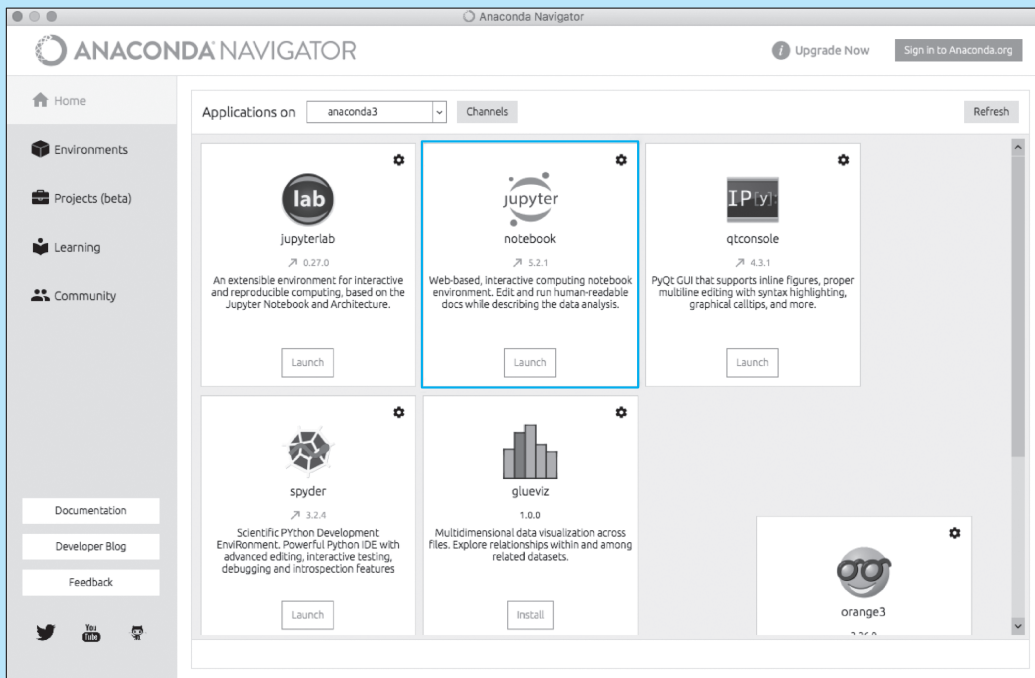 Anaconda Navigator
ANACONDA NAVIGATOR
i Upgrade Now
Sign in to Anaconda.org
Home
Environments
Projects (beta)
Learning
Community
Documentation
Developer Blog
Feedback
You
Tube
Applications on anaconda3 Channels Refresh
lab
jupyterlab
0.27.0
An extensible environment for interactive
and reproducible computing, based on the
Jupyter Notebook and Architecture.
Launch
jupyter
notebook
5.2.1
Web-based, interactive computing notebook
environment. Edit and run human-readable
docs while describing the data analysis.
Launch
IP[y]:
qtconsole
4.3.1
PyQt GUI that supports inline figures, proper
multiline editing with syntax highlighting,
graphical calltips, and more.
Launch
spyder
3.2.4
Scientific PYthon Development
EnviRonment. Powerful Python IDE with
advanced editing, interactive testing,
debugging and introspection features
Launch
glueviz
1.0.0
Multidimensional data visualization across
files. Explore relationships within and among
related datasets.
Install
orange3